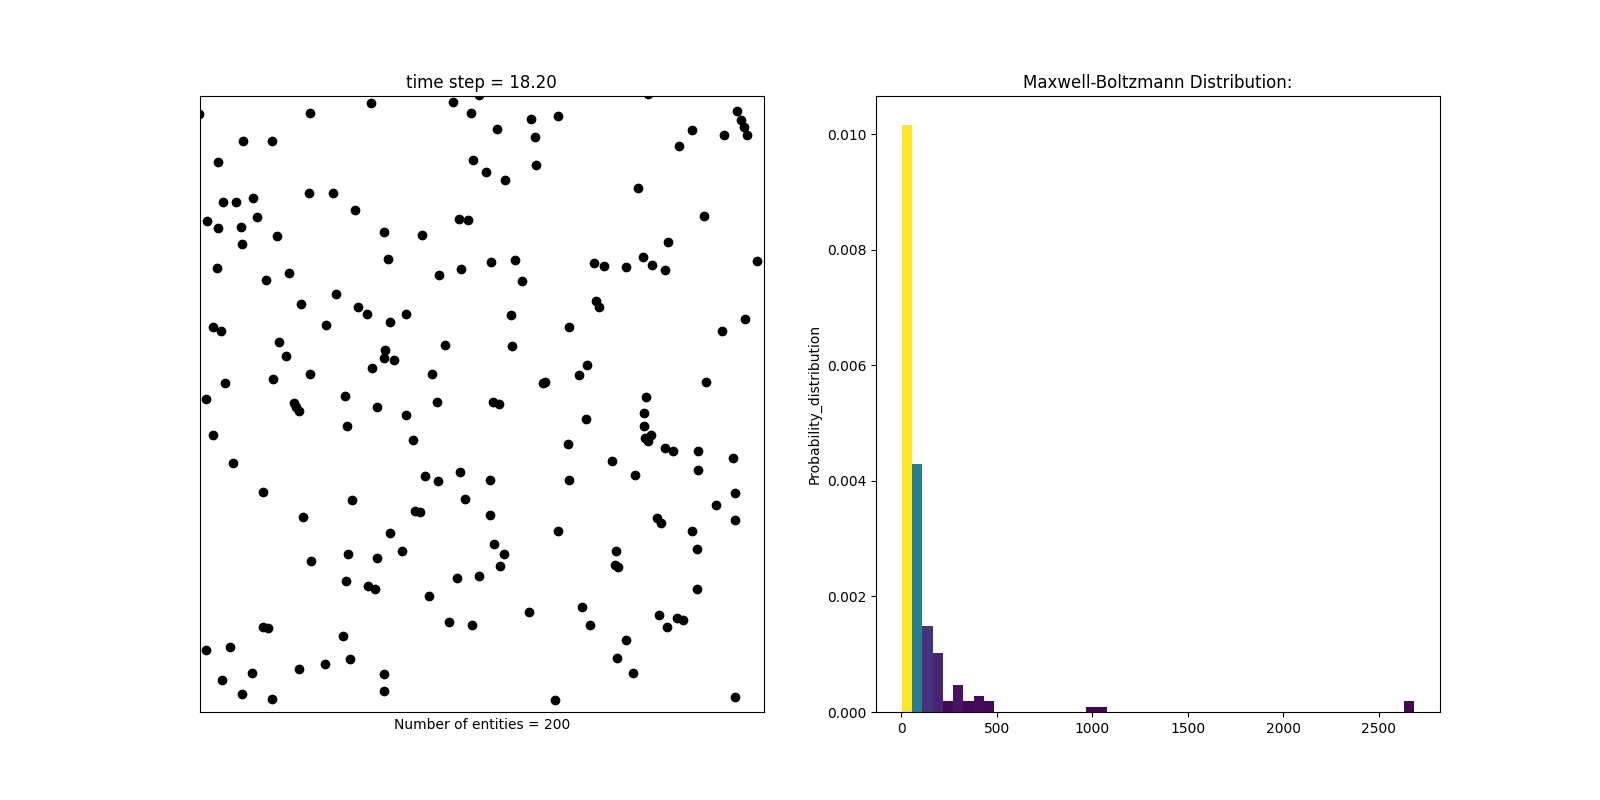 time step = 18.20
Number of entities = 200
Maxwell-Boltzmann Distribution:
Probability_distribution
0.010
0.008
0.006
0.004
0.002
0.000
0 500 1000 1500 2000 2500